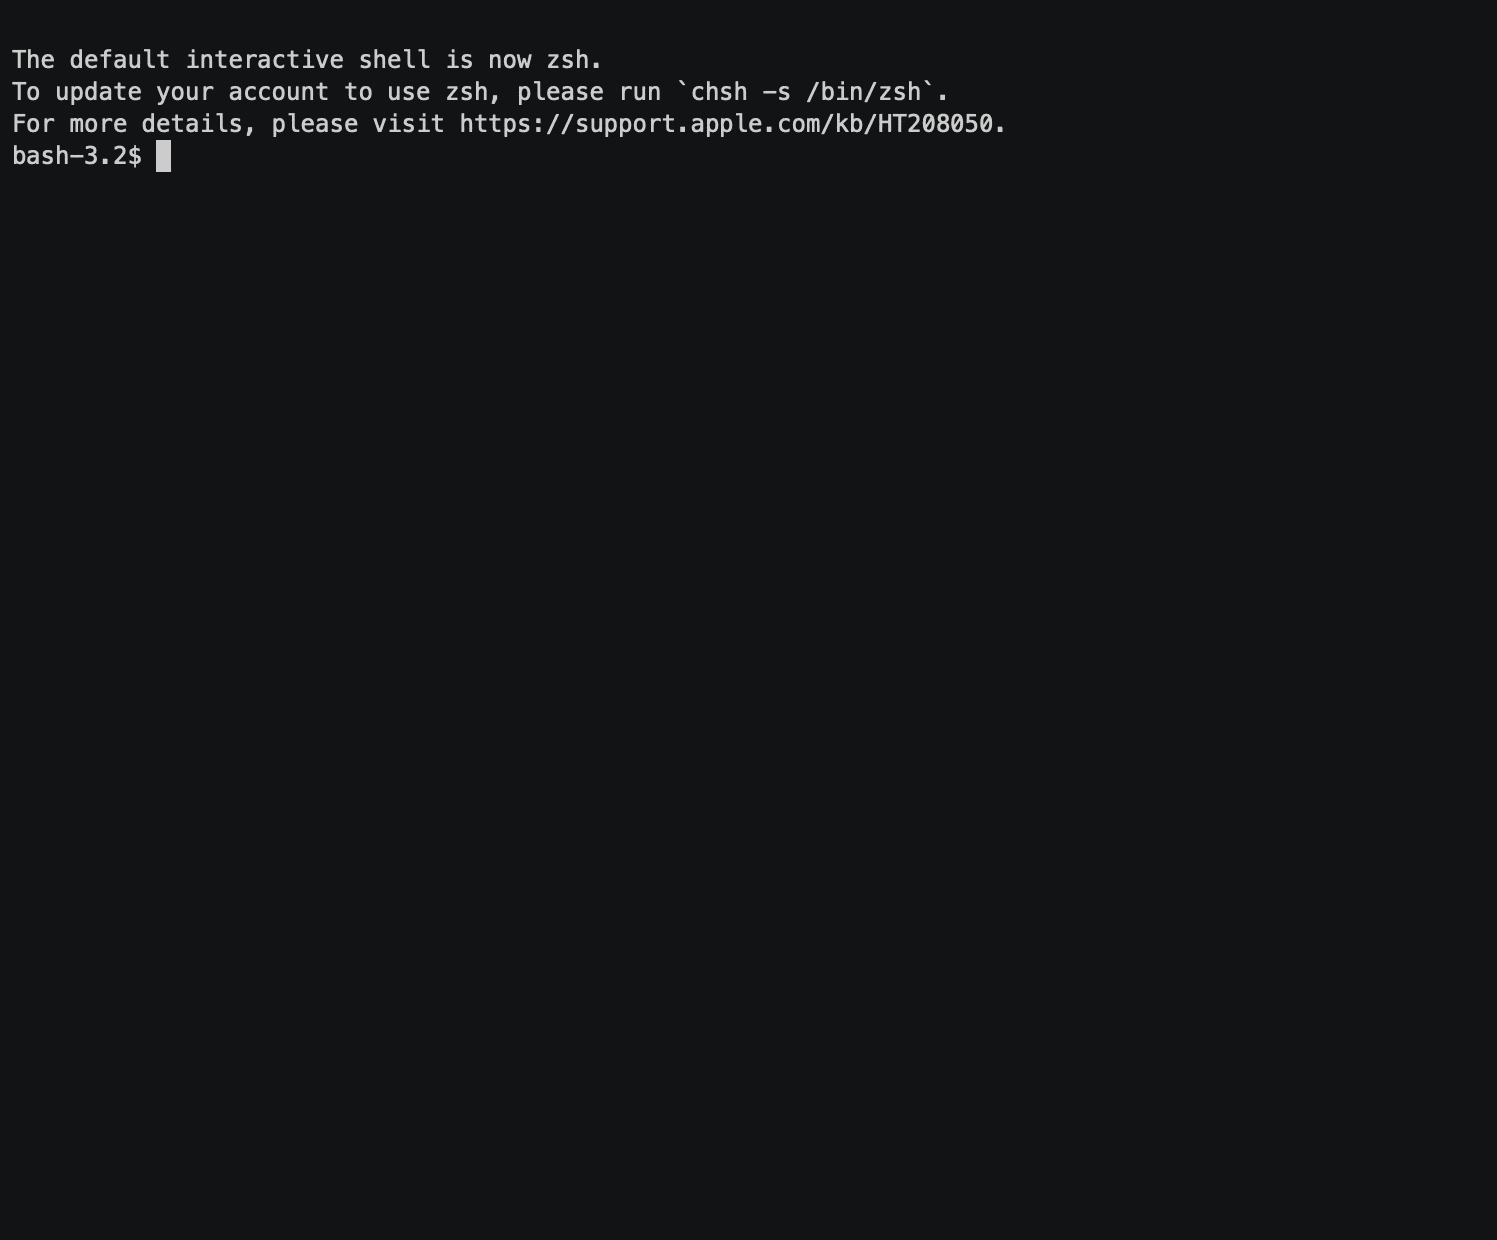 The default interactive shell is now zsh.
To update your account to use zsh, please run `chsh -s /bin/zsh`.
For more details, please visit https://support.apple.com/kb/HT208050.
bash-3.2$